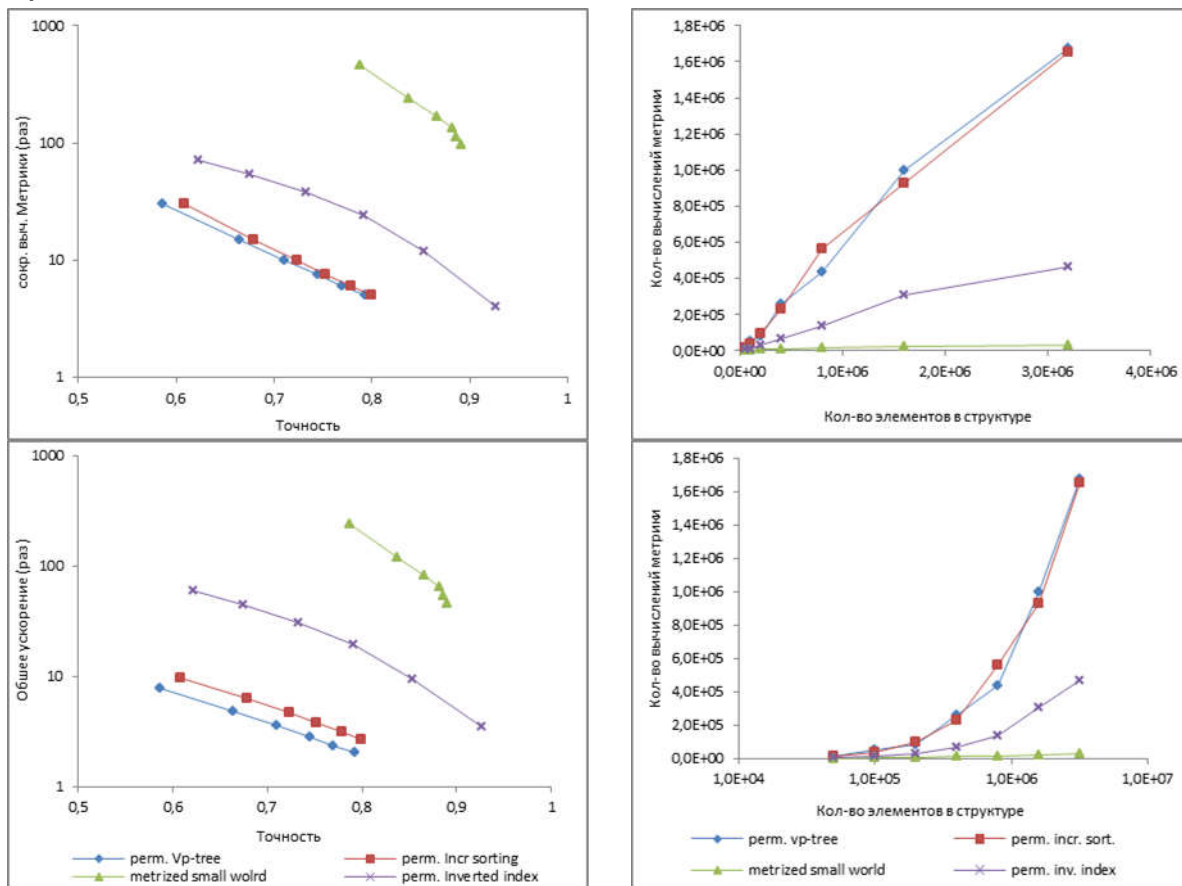 1000
100
10
1
сокр. выч. Метрики (раз)
0,5
0,6
0,7
0,8
0,9
1
Точность
1,8E+06
1,6E+06
1,4E+06
1,2E+06
1,0E+06
8,0E+05
6,0E+05
4,0E+05
2,0E+05
0,0E+00
Кол-во вычислений метрики
0,0E+00
1,0E+06
2,0E+06
3,0E+06
4,0E+06
Кол-во элементов в структуре
1000
100
10
1
Общее ускорение (раз)
0,5
0,6
0,7
0,8
0,9
1
Точность
perm. Vp-tree
perm. Incr sorting
metrized small wolrd
perm. Inverted index
1,8E+06
1,6E+06
1,4E+06
1,2E+06
1,0E+06
8,0E+05
6,0E+05
4,0E+05
2,0E+05
0,0E+00
Кол-во вычислений метрики
1,0E+04
1,0E+05
1,0E+06
1,0E+07
Кол-во элементов в структуре
perm. vp-tree
perm. incr. sort.
metrized small world
perm. inv. index